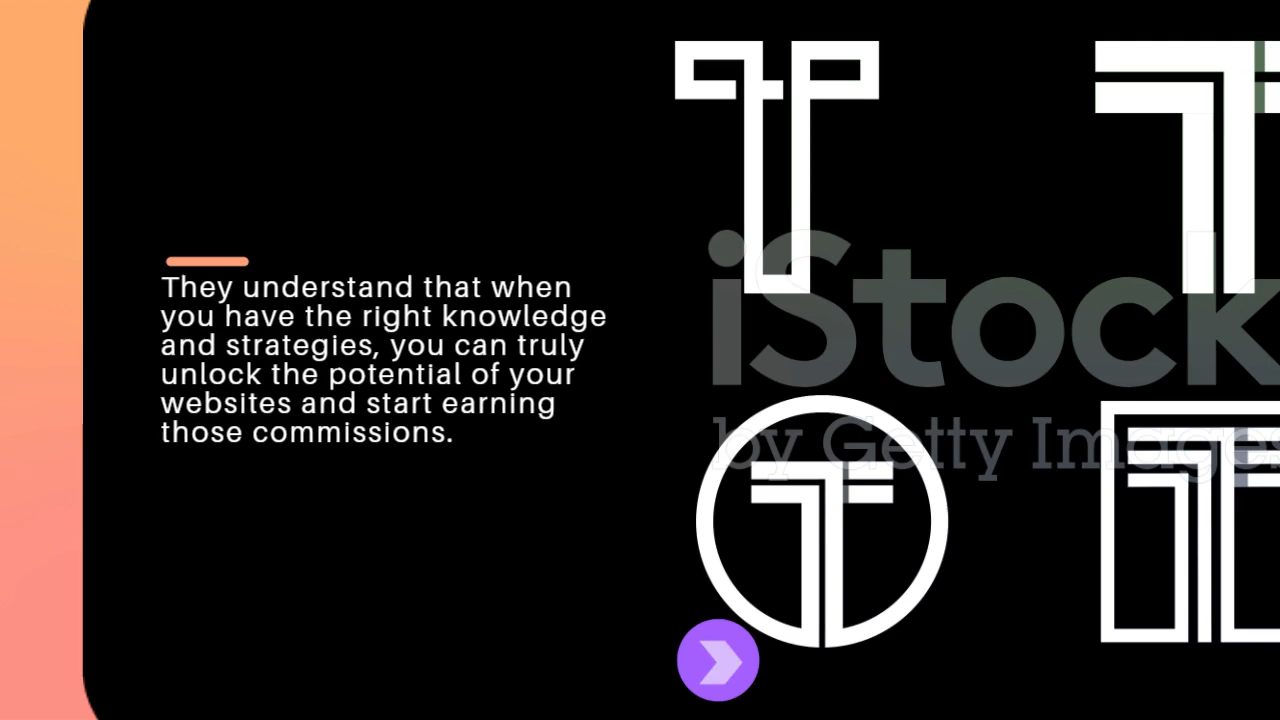 They understand that when
you have the right knowledge
and strategies, you can truly
unlock the potential of your
websites and start earning
those commissions.
iStock
by Getty Images